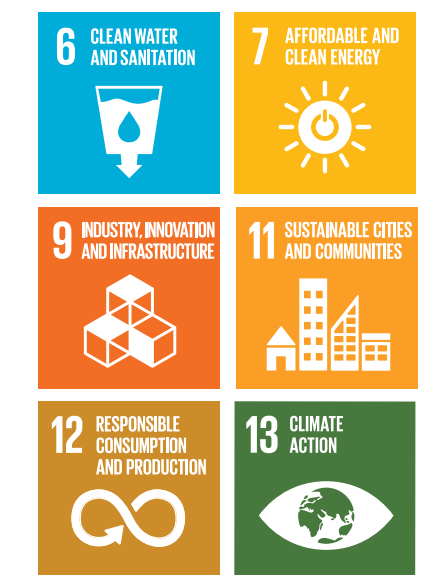 6 CLEAN WATER
AND SANITATION
7 AFFORDABLE AND
CLEAN ENERGY
9 INDUSTRY, INNOVATION
AND INFRASTRUCTURE
11 SUSTAINABLE CITIES
AND COMMUNITIES
12 RESPONSIBLE
CONSUMPTION
AND PRODUCTION
13 CLIMATE
ACTION